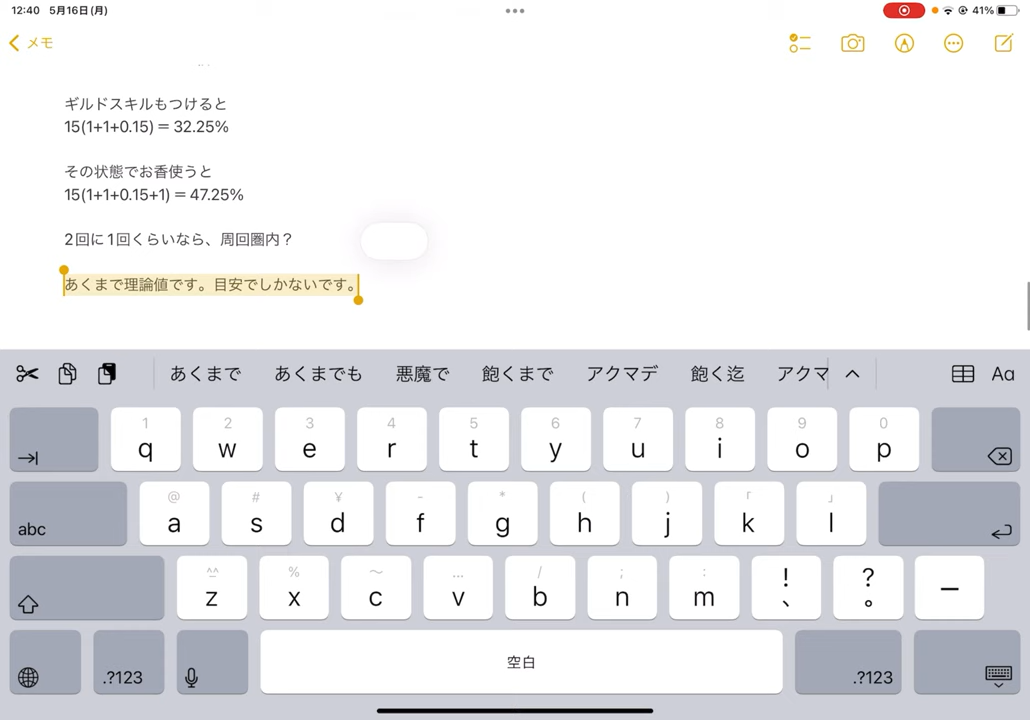 12:40 5月16日(月)
41%
メモ
ギルドスキルもつけると
15(1+1+0.15) = 32.25%
その状態でお香使うと
15(1+1+0.15+1) = 47.25%
2回に1回くらいなら、周回圏内？
あくまで理論値です。目安でしかないです。
あくまで あくまでも 悪魔で 飽くまで アクマデ 飽く迄 アクマ
Aa
1 2 3 4 5 6 7 8 9 0
q w e r t y u i o p
@ # ¥ - * ( ) 「 」
abc a s d f g h j k l
^^ % 〜 … / ; : ! ?
z x c v b n m 、 。 ー
.?123 空白 .?123